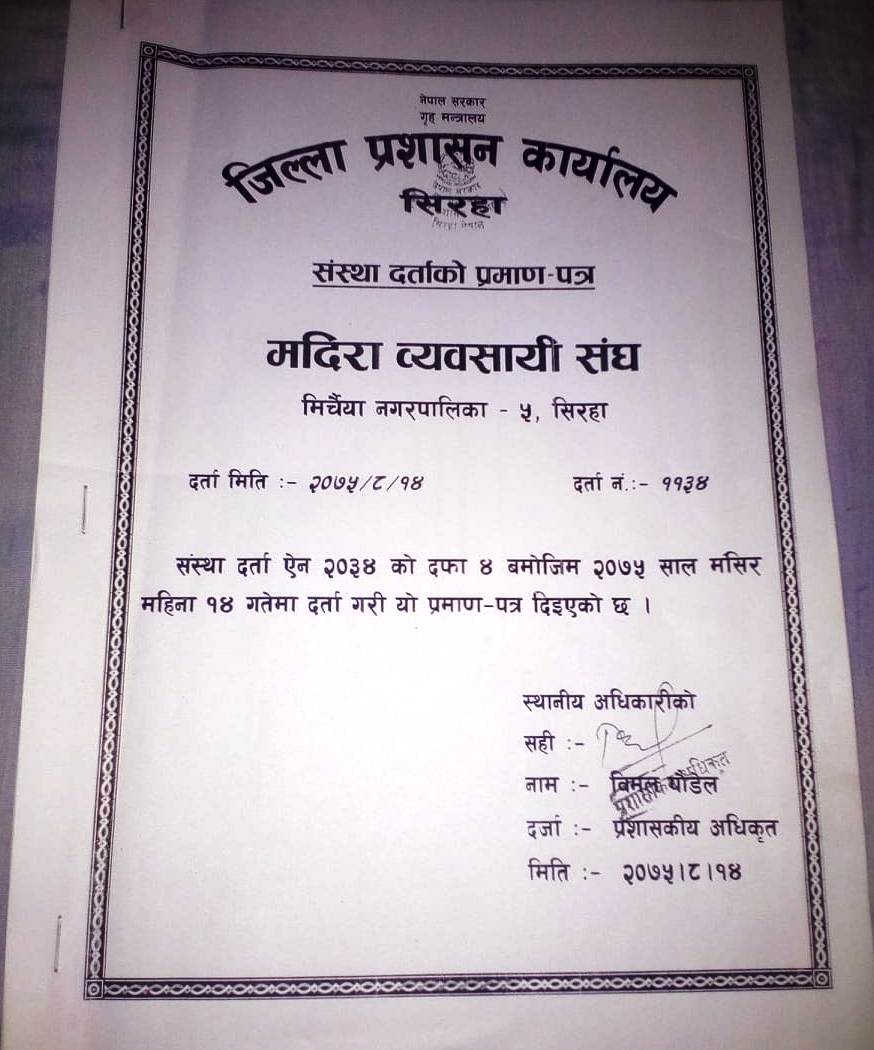 नेपाल सरकार
गृह मन्त्रालय
जिल्ला प्रशासन कार्यालय
सिरहा
संस्था दर्ताको प्रमाण-पत्र
मदिरा व्यवसायी संघ
मिर्चैया नगरपालिका - ५, सिरहा
दर्ता मिति :- २०७५/८/१४ दर्ता नं.:- ११३४
संस्था दर्ता ऐन २०३४ को दफा ४ बमोजिम २०७५ साल मंसिर
महिना १४ गतेमा दर्ता गरी यो प्रमाण-पत्र दिइएको छ ।
स्थानीय अधिकारीको
सही :-
नाम :- विमल पौडेल
दर्जा :- प्रशासकीय अधिकृत
मिति :- २०७५।८।१४